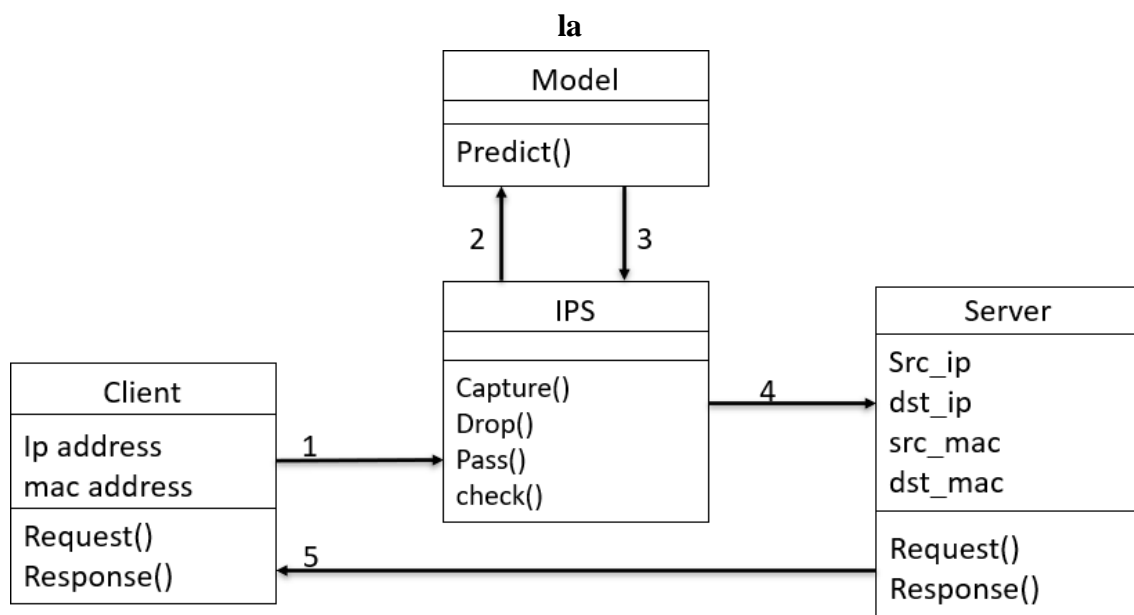 la
Model
Predict()
2
3
IPS
Capture()
Drop()
Pass()
check()
Client
Ip address
mac address
Request()
Response()
1
4
5
Server
Src_ip
dst_ip
src_mac
dst_mac
Request()
Response()